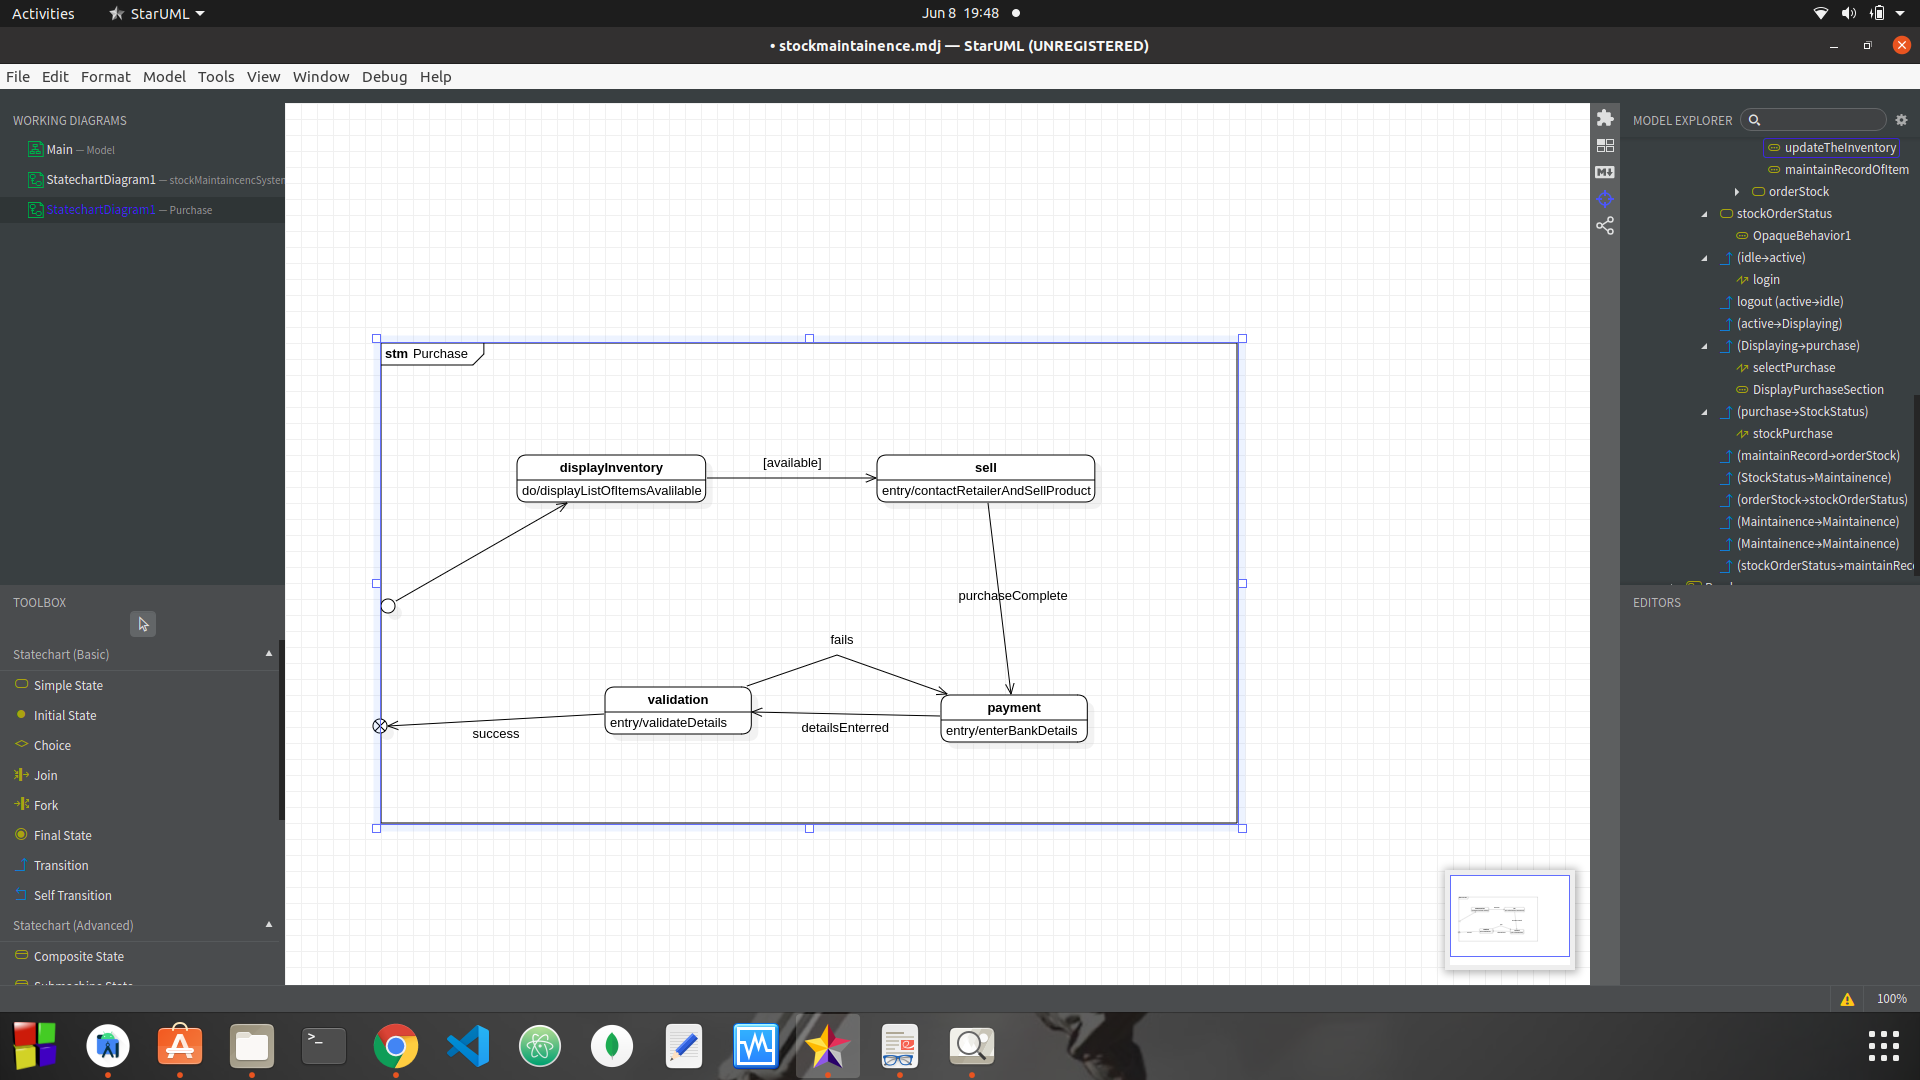 Activities
StarUML
Jun 8 19:48
• stockmaintainence.mdj — StarUML (UNREGISTERED)
File Edit Format Model Tools View Window Debug Help
WORKING DIAGRAMS
Main — Model
StatechartDiagram1 — stockMaintaincencSysten
StatechartDiagram1 — Purchase
TOOLBOX
Statechart (Basic)
Simple State
Initial State
Choice
Join
Fork
Final State
Transition
Self Transition
Statechart (Advanced)
Composite State
Submachine State
stm Purchase
displayInventory
do/displayListOfItemsAvalilable
[available]
sell
entry/contactRetailerAndSellProduct
purchaseComplete
fails
validation
entry/validateDetails
payment
entry/enterBankDetails
detailsEnterred
success
MODEL EXPLORER
updateTheInventory
maintainRecordOfItem
orderStock
stockOrderStatus
OpaqueBehavior1
(idle→active)
login
logout (active→idle)
(active→Displaying)
(Displaying→purchase)
selectPurchase
DisplayPurchaseSection
(purchase→StockStatus)
stockPurchase
(maintainRecord→orderStock)
(StockStatus→Maintainence)
(orderStock→stockOrderStatus)
(Maintainence→Maintainence)
(Maintainence→Maintainence)
(stockOrderStatus→maintainReco
EDITORS
100%